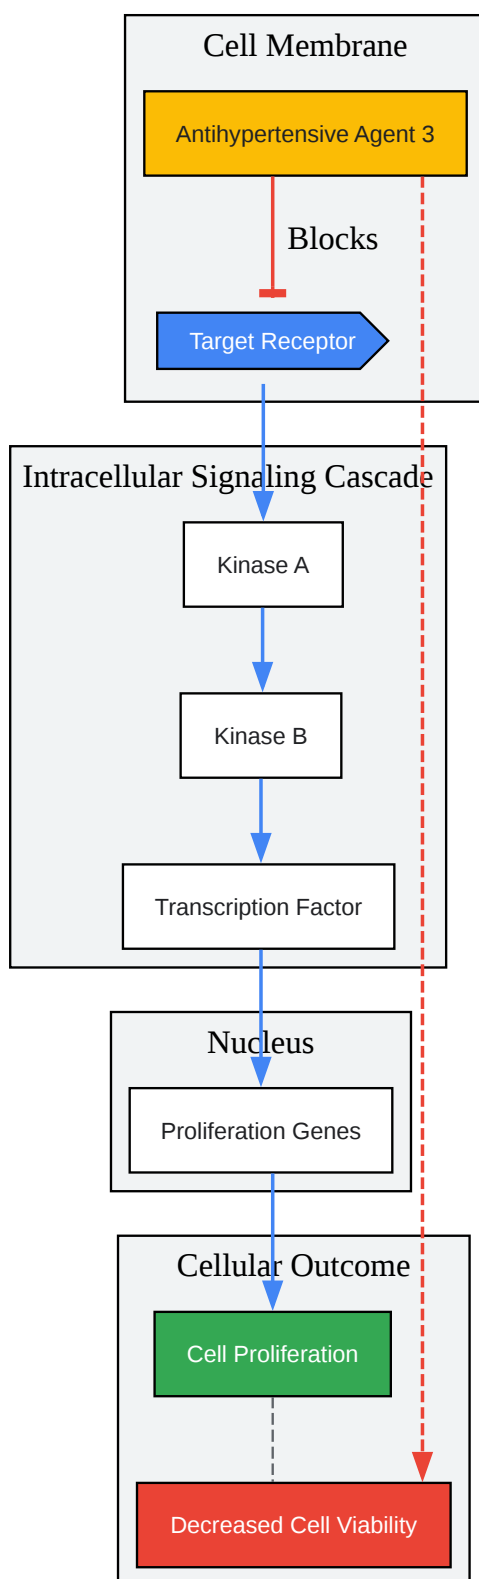 Cell Membrane
Antihypertensive Agent 3
Blocks
Target Receptor
Intracellular Signaling Cascade
Kinase A
Kinase B
Transcription Factor
Nucleus
Proliferation Genes
Cellular Outcome
Cell Proliferation
Decreased Cell Viability